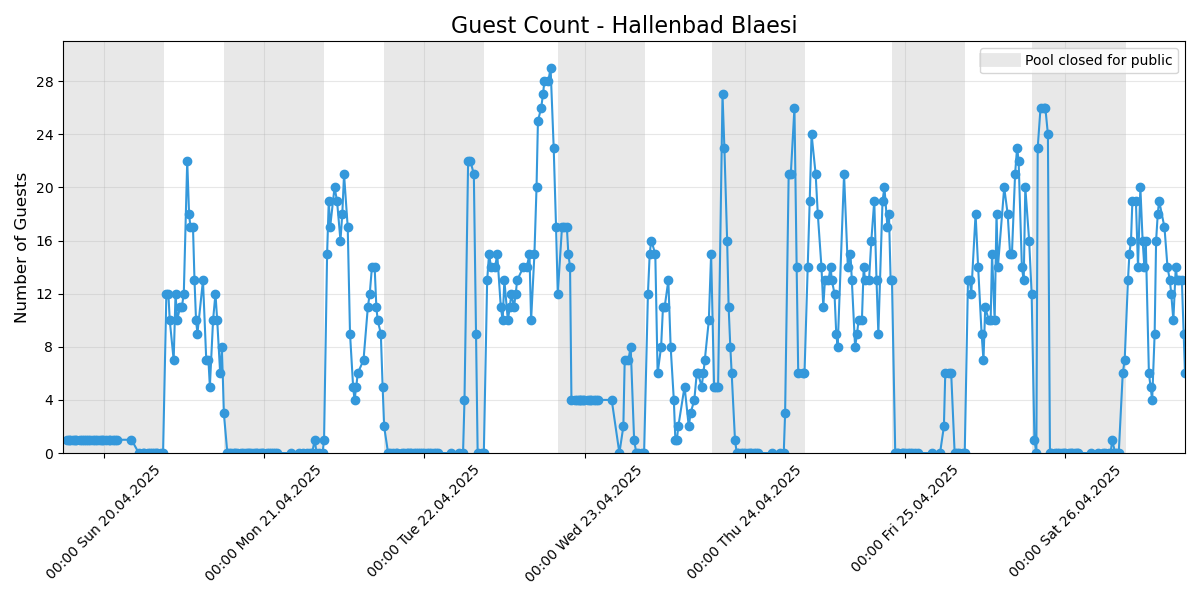 Guest Count - Hallenbad Blaesi
Pool closed for public
Number of Guests
28
24
20
16
12
8
4
0
00:00 Sun 20.04.2025
00:00 Mon 21.04.2025
00:00 Tue 22.04.2025
00:00 Wed 23.04.2025
00:00 Thu 24.04.2025
00:00 Fri 25.04.2025
00:00 Sat 26.04.2025